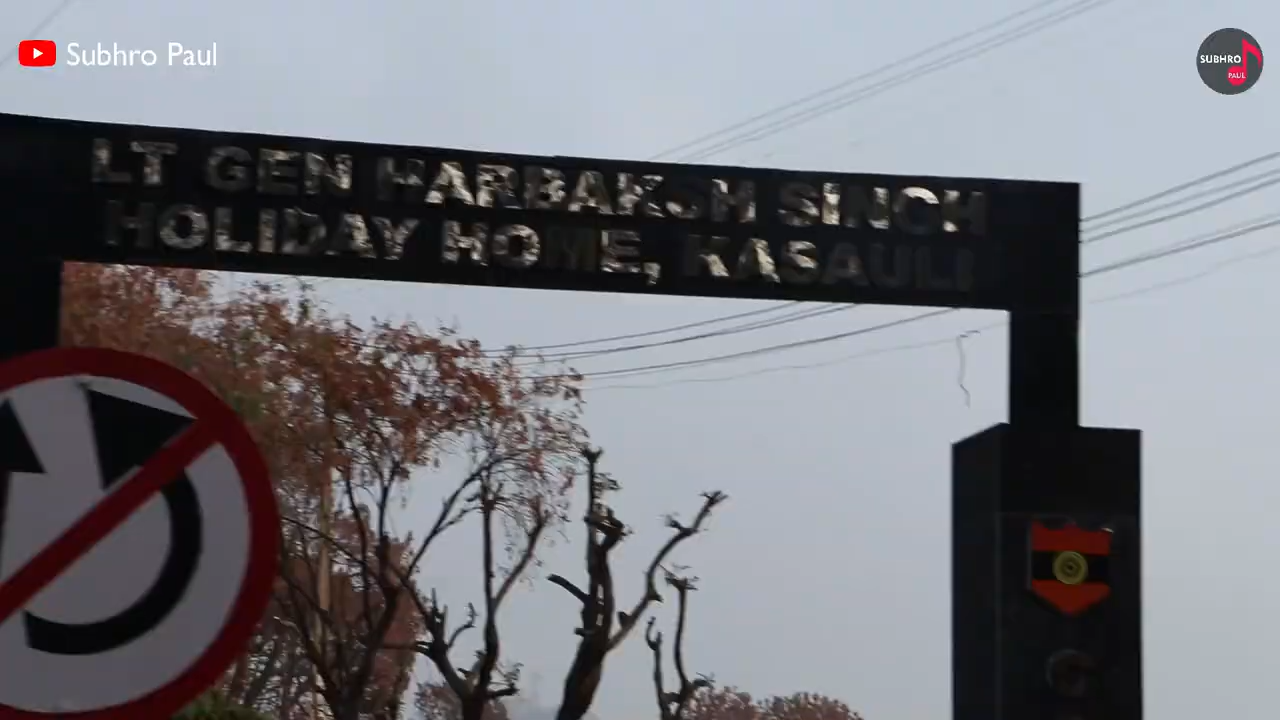 Subhro Paul
SUBHRO
PAUL
LT GEN HARBAKSH SINGH
HOLIDAY HOME, KASAULI